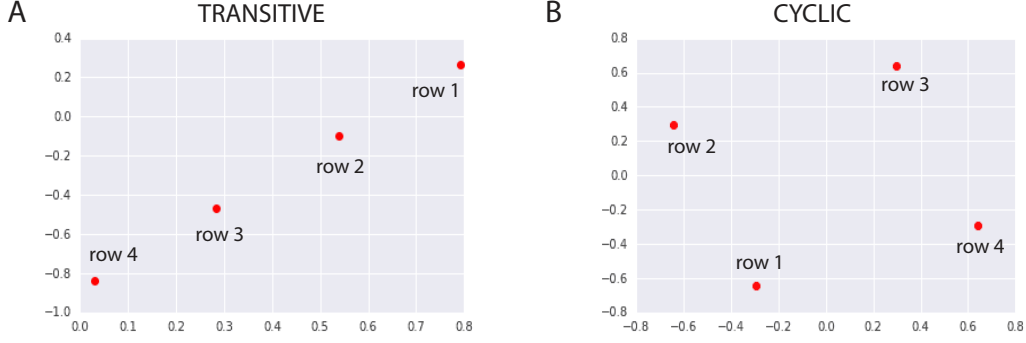 A TRANSITIVE
0.4
0.2
0.0
−0.2
−0.4
−0.6
−0.8
−1.0
0.0 0.1 0.2 0.3 0.4 0.5 0.6 0.7 0.8
row 1
row 2
row 3
row 4
B CYCLIC
0.8
0.6
0.4
0.2
0.0
−0.2
−0.4
−0.6
−0.8
−0.8 −0.6 −0.4 −0.2 0.0 0.2 0.4 0.6 0.8
row 3
row 2
row 4
row 1